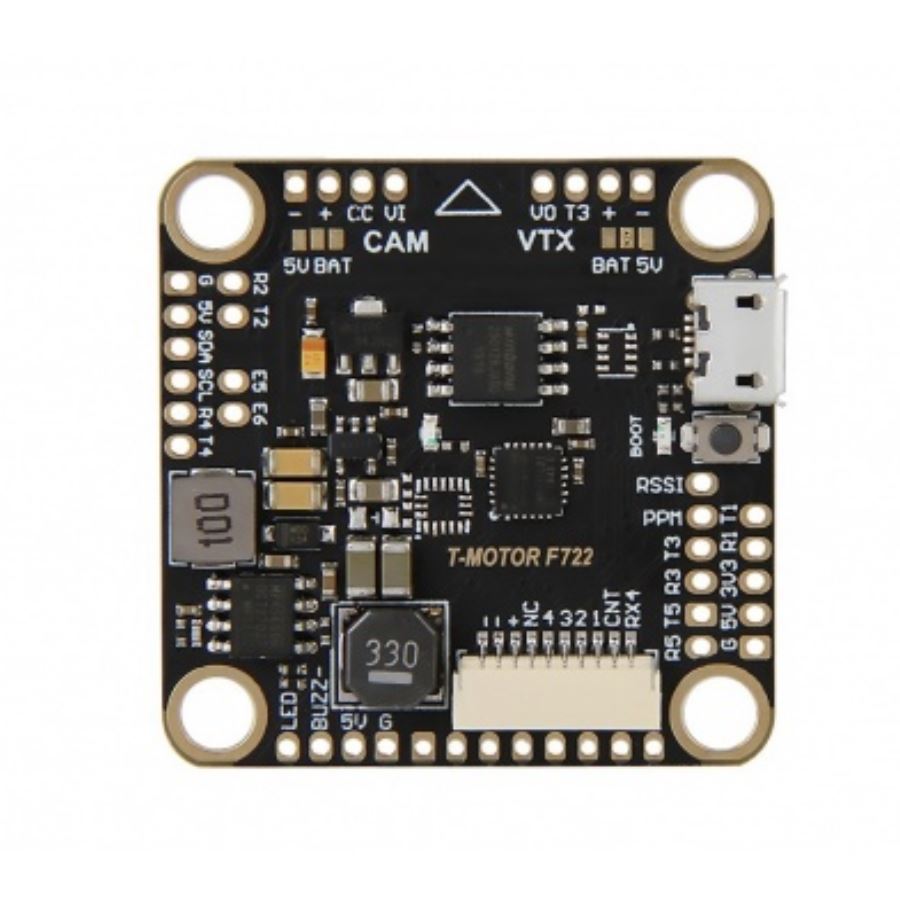 - + CC VI
VO T3 + -
CAM
VTX
5V BAT
BAT 5V
G
5V
SDA
SCL
R4
T4
R2
T2
E5
E6
BOOT
RSSI
PPM
T3
R3
T5
R5
T1
R1
3V3
5V
G
100
T-MOTOR F722
330
- - + NC 4 3 2 1 CNT RX4
LED
BUZZ-
5V G